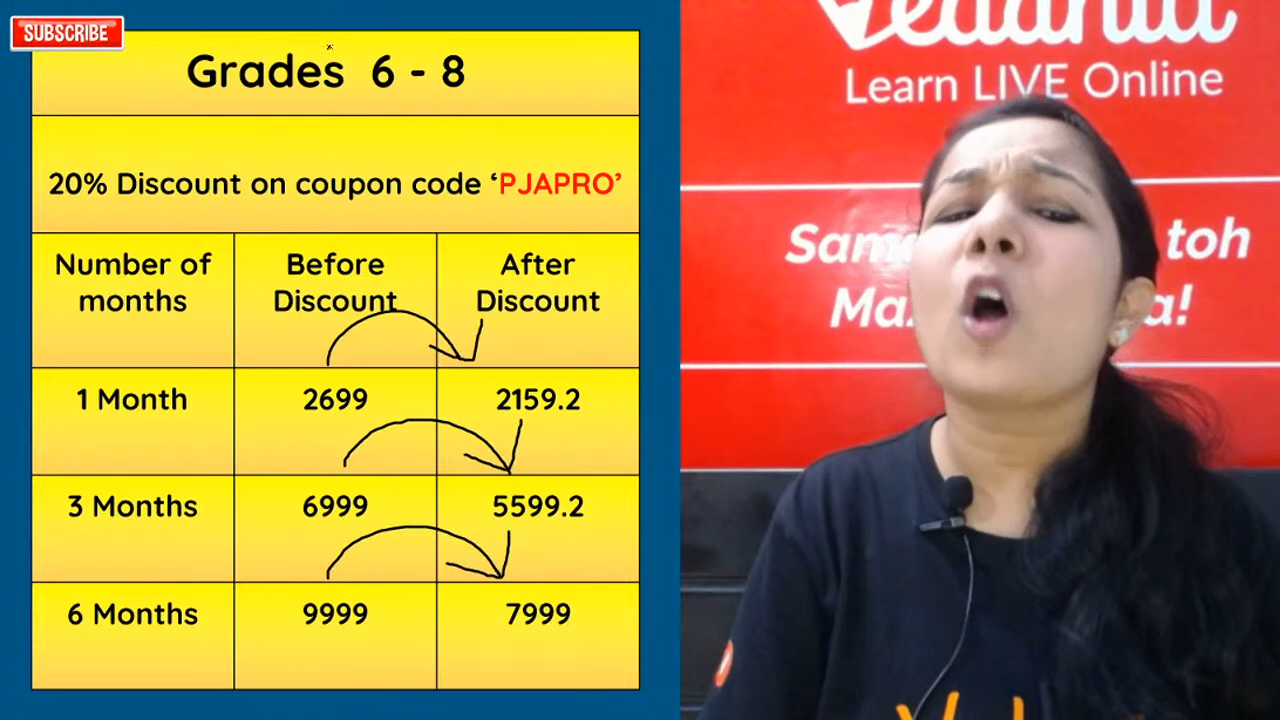 SUBSCRIBE
Grades 6 - 8
20% Discount on coupon code ‘PJAPRO’
Number of months
Before Discount
After Discount
1 Month
2699
2159.2
3 Months
6999
5599.2
6 Months
9999
7999
Learn LIVE Online
toh